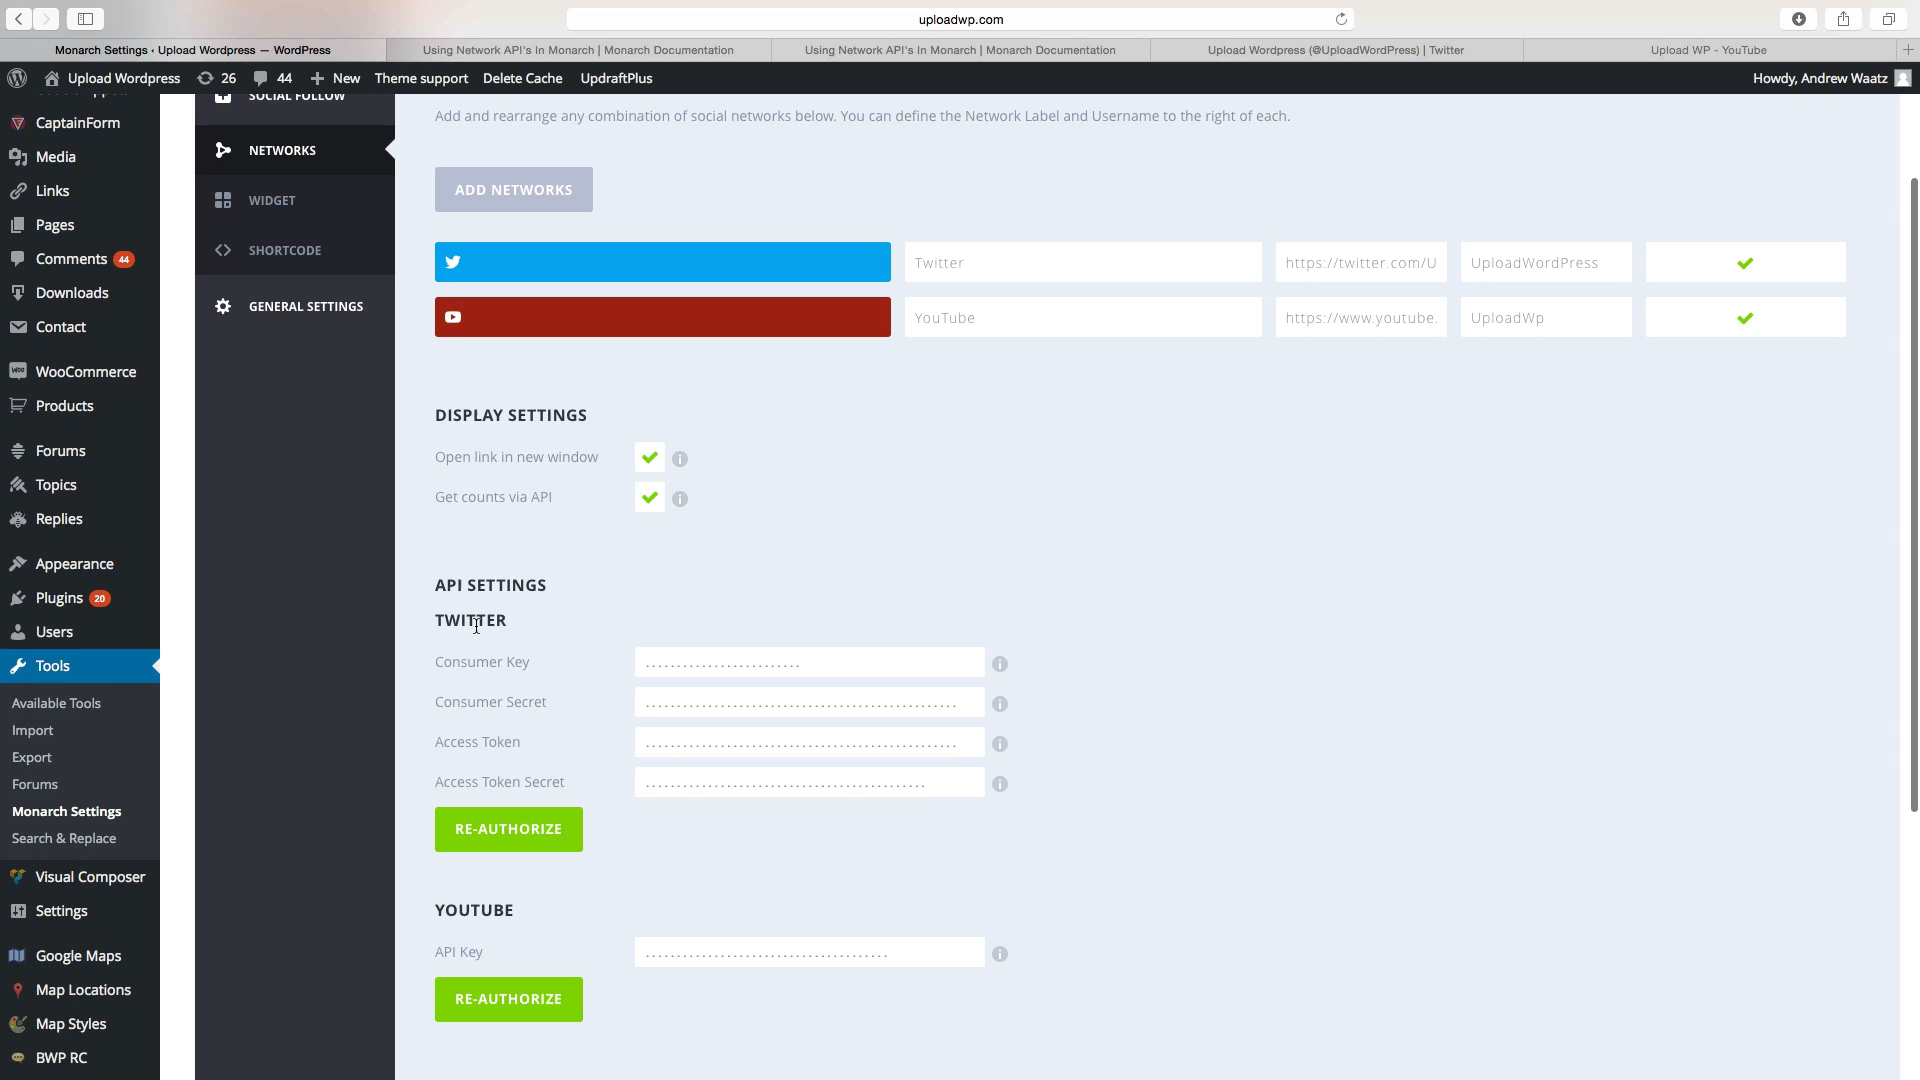 uploadwp.com
Monarch Settings ‹ Upload Wordpress — WordPress
Using Network API's In Monarch | Monarch Documentation
Using Network API's In Monarch | Monarch Documentation
Upload Wordpress (@UploadWordPress) | Twitter
Upload WP - YouTube
Upload Wordpress 26 44 New Theme support Delete Cache UpdraftPlus
Howdy, Andrew Waatz
CaptainForm
Media
Links
Pages
Comments 44
Downloads
Contact
WooCommerce
Products
Forums
Topics
Replies
Appearance
Plugins 20
Users
Tools
Available Tools
Import
Export
Forums
Monarch Settings
Search & Replace
Visual Composer
Settings
Google Maps
Map Locations
Map Styles
BWP RC
SOCIAL FOLLOW
NETWORKS
WIDGET
SHORTCODE
GENERAL SETTINGS
Add and rearrange any combination of social networks below. You can define the Network Label and Username to the right of each.
ADD NETWORKS
Twitter https://twitter.com/U UploadWordPress
YouTube https://www.youtube. UploadWp
DISPLAY SETTINGS
Open link in new window
Get counts via API
API SETTINGS
TWITTER
Consumer Key
Consumer Secret
Access Token
Access Token Secret
RE-AUTHORIZE
YOUTUBE
API Key
RE-AUTHORIZE